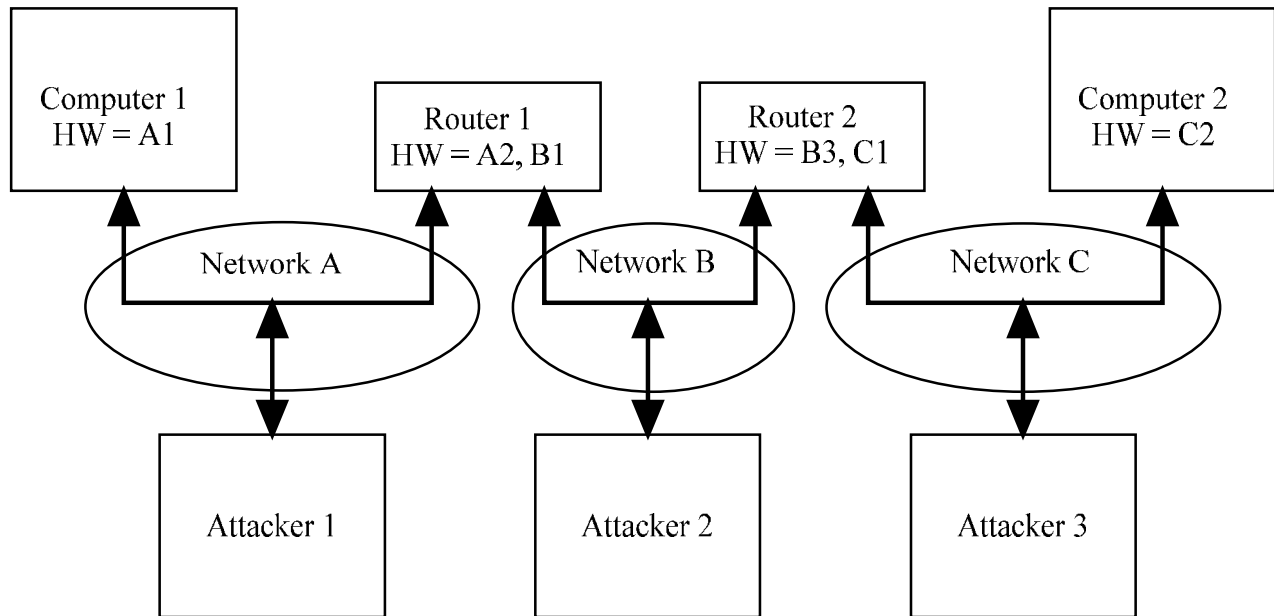 Computer 1
HW = A1
Router 1
HW = A2, B1
Router 2
HW = B3, C1
Computer 2
HW = C2
Network A
Network B
Network C
Attacker 1
Attacker 2
Attacker 3